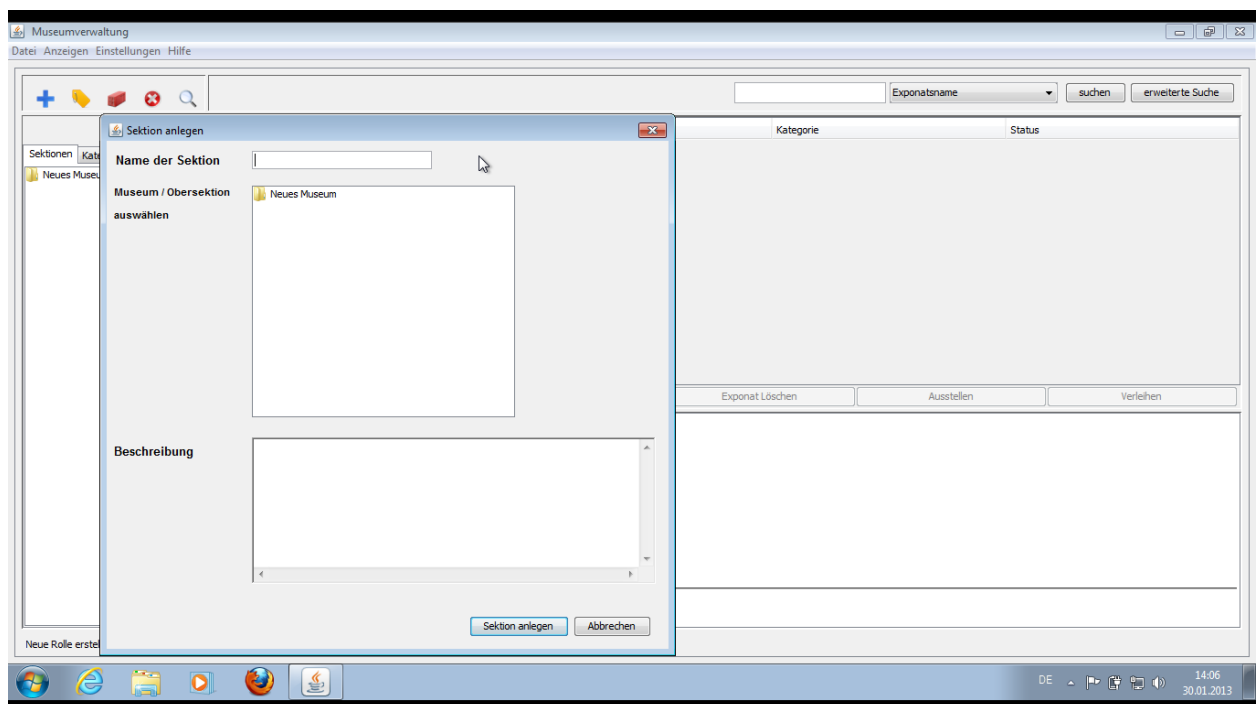 Museumverwaltung
Datei Anzeigen Einstellungen Hilfe
Exponatsname suchen erweiterte Suche
Sektion anlegen
Kategorie Status
Sektionen
Name der Sektion
Neues
Museum / Obersektion
auswählen
Neues Museum
Exponat Löschen Ausstellen Verleihen
Beschreibung
Sektion anlegen Abbrechen
Neue Rolle
DE
14:06
30.01.2013